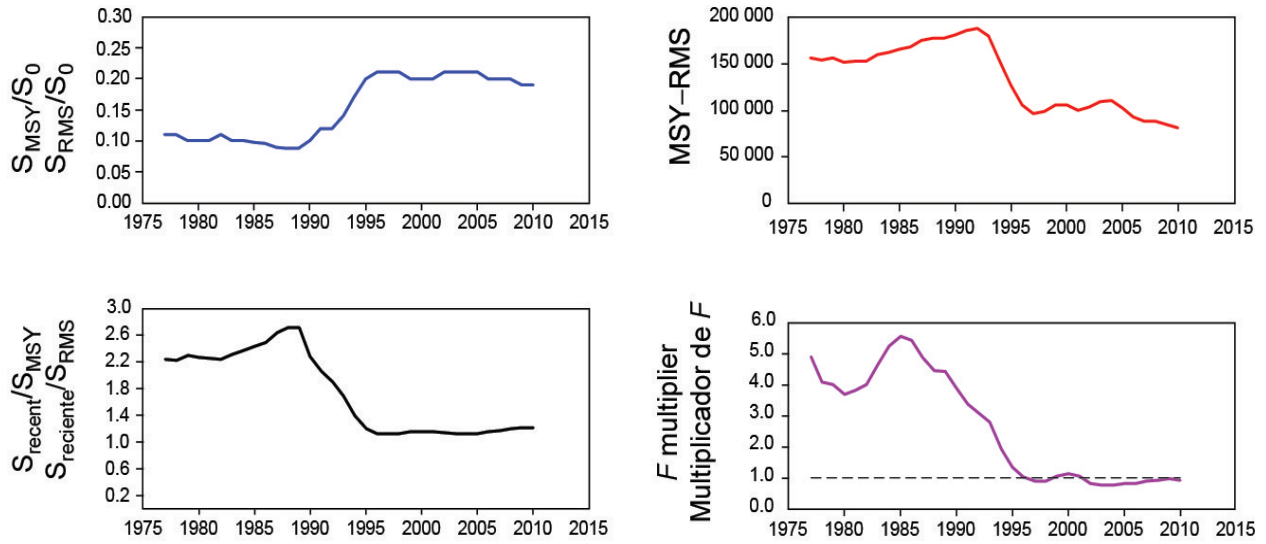 S_MSY/S_0
S_RMS/S_0
0.30
0.25
0.20
0.15
0.10
0.05
0.00
1975 1980 1985 1990 1995 2000 2005 2010 2015
MSY–RMS
200 000
150 000
100 000
50 000
0
1975 1980 1985 1990 1995 2000 2005 2010 2015
S_recent/S_MSY
S_reciente/S_RMS
3.0
2.6
2.2
1.8
1.4
1.0
0.6
0.2
1975 1980 1985 1990 1995 2000 2005 2010 2015
F multiplier
Multiplicador de F
6.0
5.0
4.0
3.0
2.0
1.0
0.0
1975 1980 1985 1990 1995 2000 2005 2010 2015